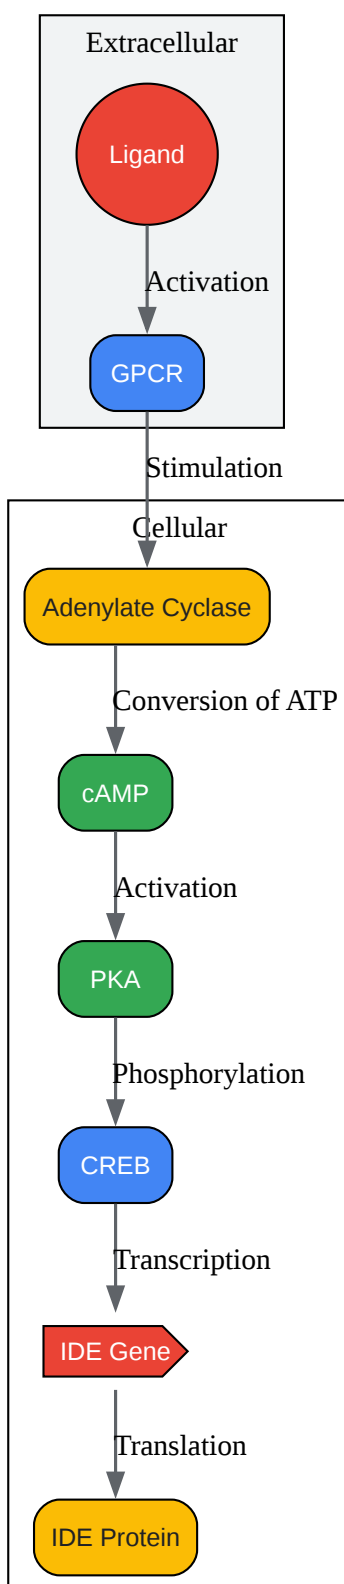 Extracellular
Ligand
Activation
GPCR
Stimulation
Cellular
Adenylate Cyclase
Conversion of ATP
cAMP
Activation
PKA
Phosphorylation
CREB
Transcription
IDE Gene
Translation
IDE Protein